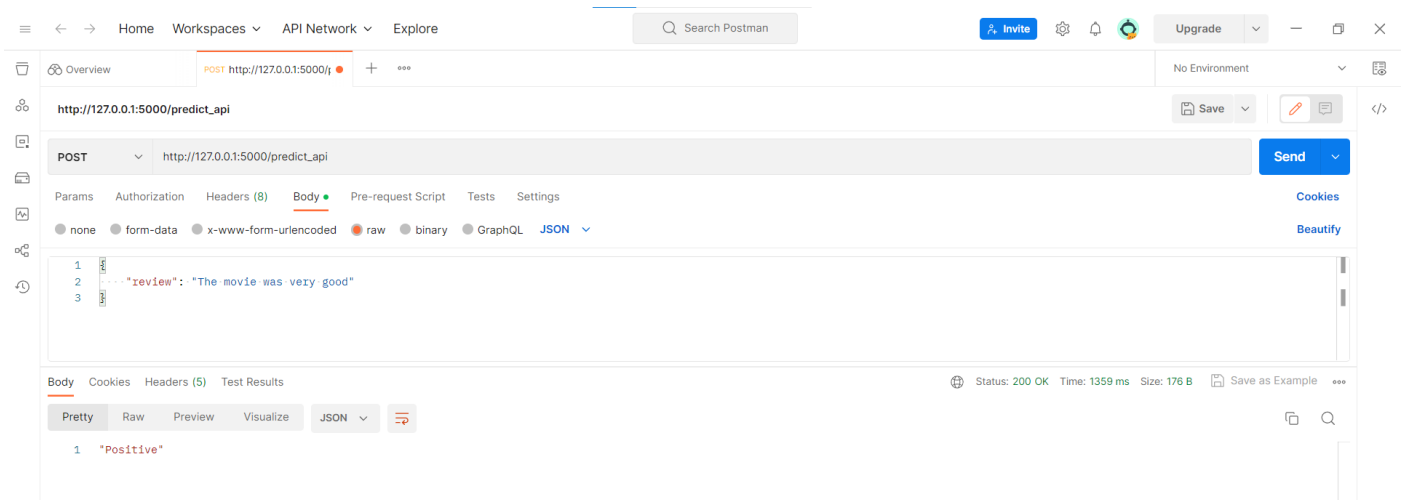 Home Workspaces API Network Explore Search Postman Invite Upgrade
Overview POST http://127.0.0.1:5000/p No Environment
http://127.0.0.1:5000/predict_api Save
POST http://127.0.0.1:5000/predict_api Send
Params Authorization Headers (8) Body Pre-request Script Tests Settings Cookies
none form-data x-www-form-urlencoded raw binary GraphQL JSON Beautify
1 {
2 "review": "The movie was very good"
3 }
Body Cookies Headers (5) Test Results Status: 200 OK Time: 1359 ms Size: 176 B Save as Example
Pretty Raw Preview Visualize JSON
1 "Positive"